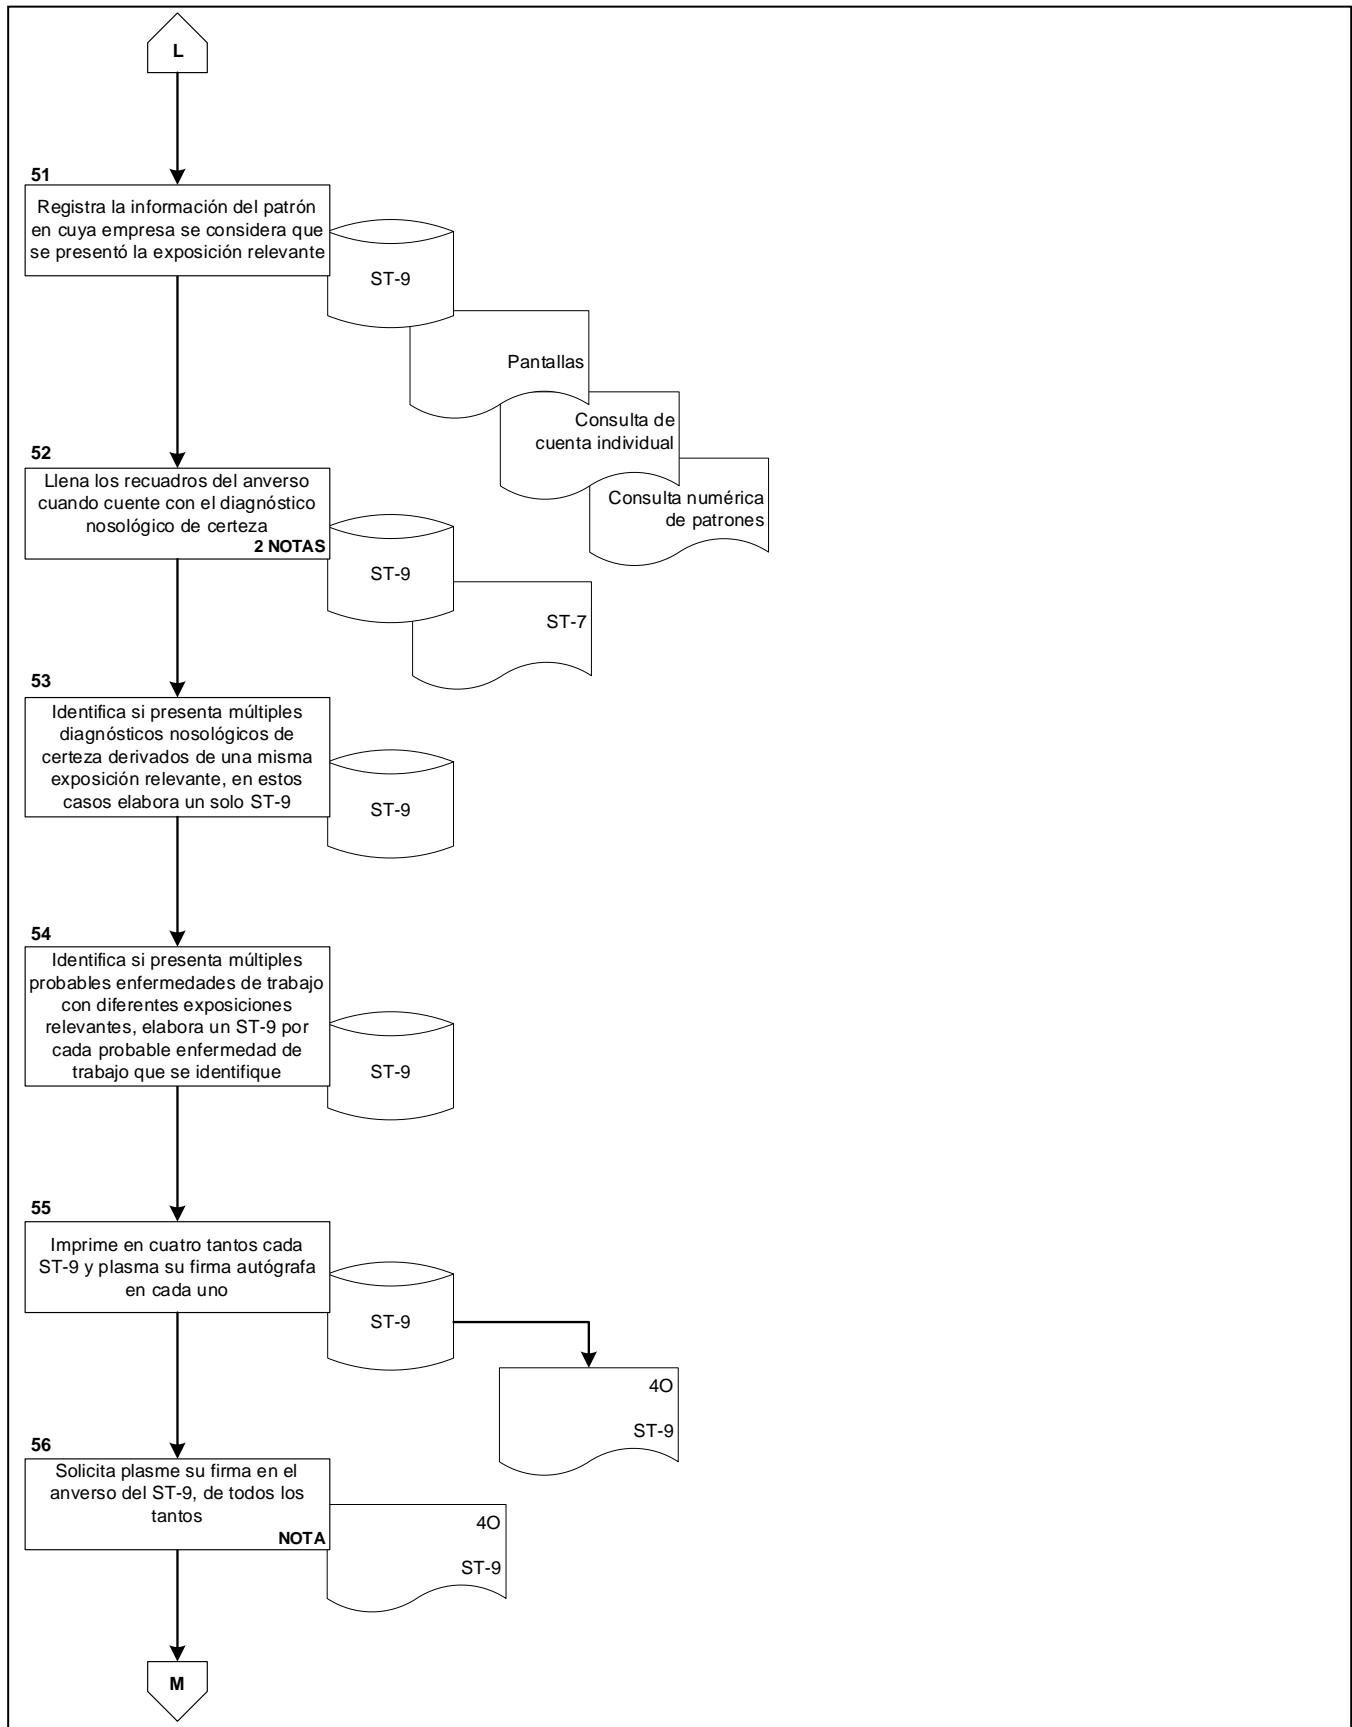 L
51
Registra la información del patrón
en cuya empresa se considera que
se presentó la exposición relevante
ST-9
Pantallas
Consulta de
cuenta individual
Consulta numérica
de patrones
52
Llena los recuadros del anverso
cuando cuente con el diagnóstico
nosológico de certeza
2 NOTAS
ST-9
ST-7
53
Identifica si presenta múltiples
diagnósticos nosológicos de
certeza derivados de una misma
exposición relevante, en estos
casos elabora un solo ST-9
ST-9
54
Identifica si presenta múltiples
probables enfermedades de trabajo
con diferentes exposiciones
relevantes, elabora un ST-9 por
cada probable enfermedad de
trabajo que se identifique
ST-9
55
Imprime en cuatro tantos cada
ST-9 y plasma su firma autógrafa
en cada uno
ST-9
4O
ST-9
56
Solicita plasme su firma en el
anverso del ST-9, de todos los
tantos
NOTA
4O
ST-9
M